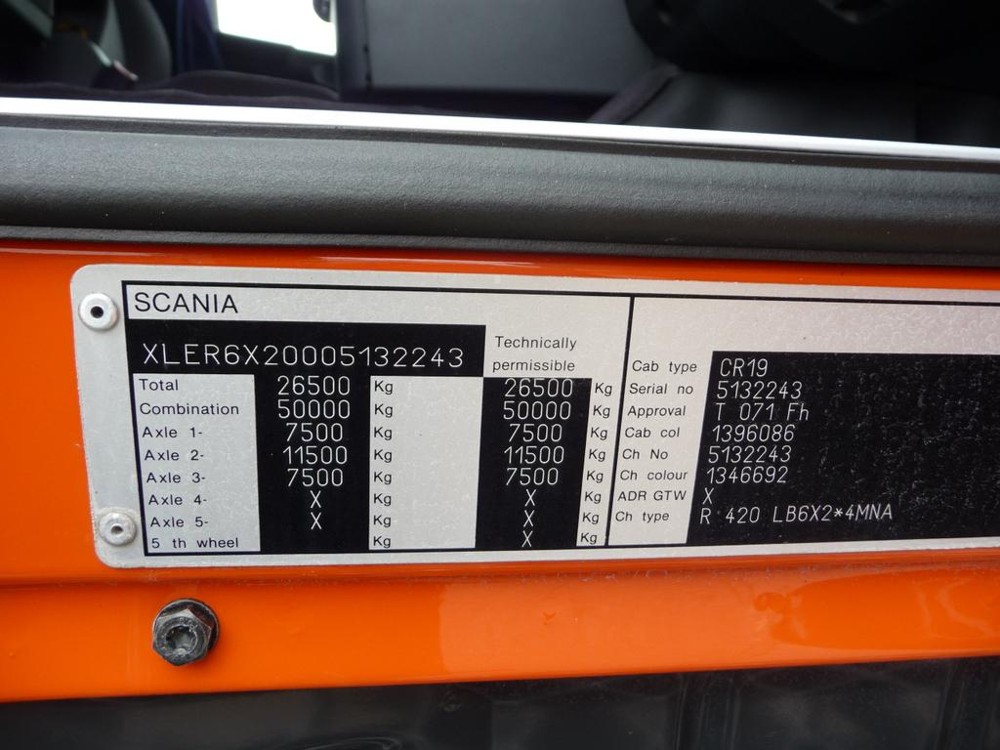 SCANIA
XLER6X20005132243
Technically
permissible
Total 26500 Kg 26500 Kg
Combination 50000 Kg 50000 Kg
Axle 1- 7500 Kg 7500 Kg
Axle 2- 11500 Kg 11500 Kg
Axle 3- 7500 Kg 7500 Kg
Axle 4- X Kg X Kg
Axle 5- X Kg X Kg
5 th wheel Kg X Kg
Cab type CR19
Serial no 5132243
Approval T 071 Fh
Cab col 1396086
Ch No 5132243
Ch colour 1346692
ADR GTW X
Ch type R 420 LB6X2*4MNA